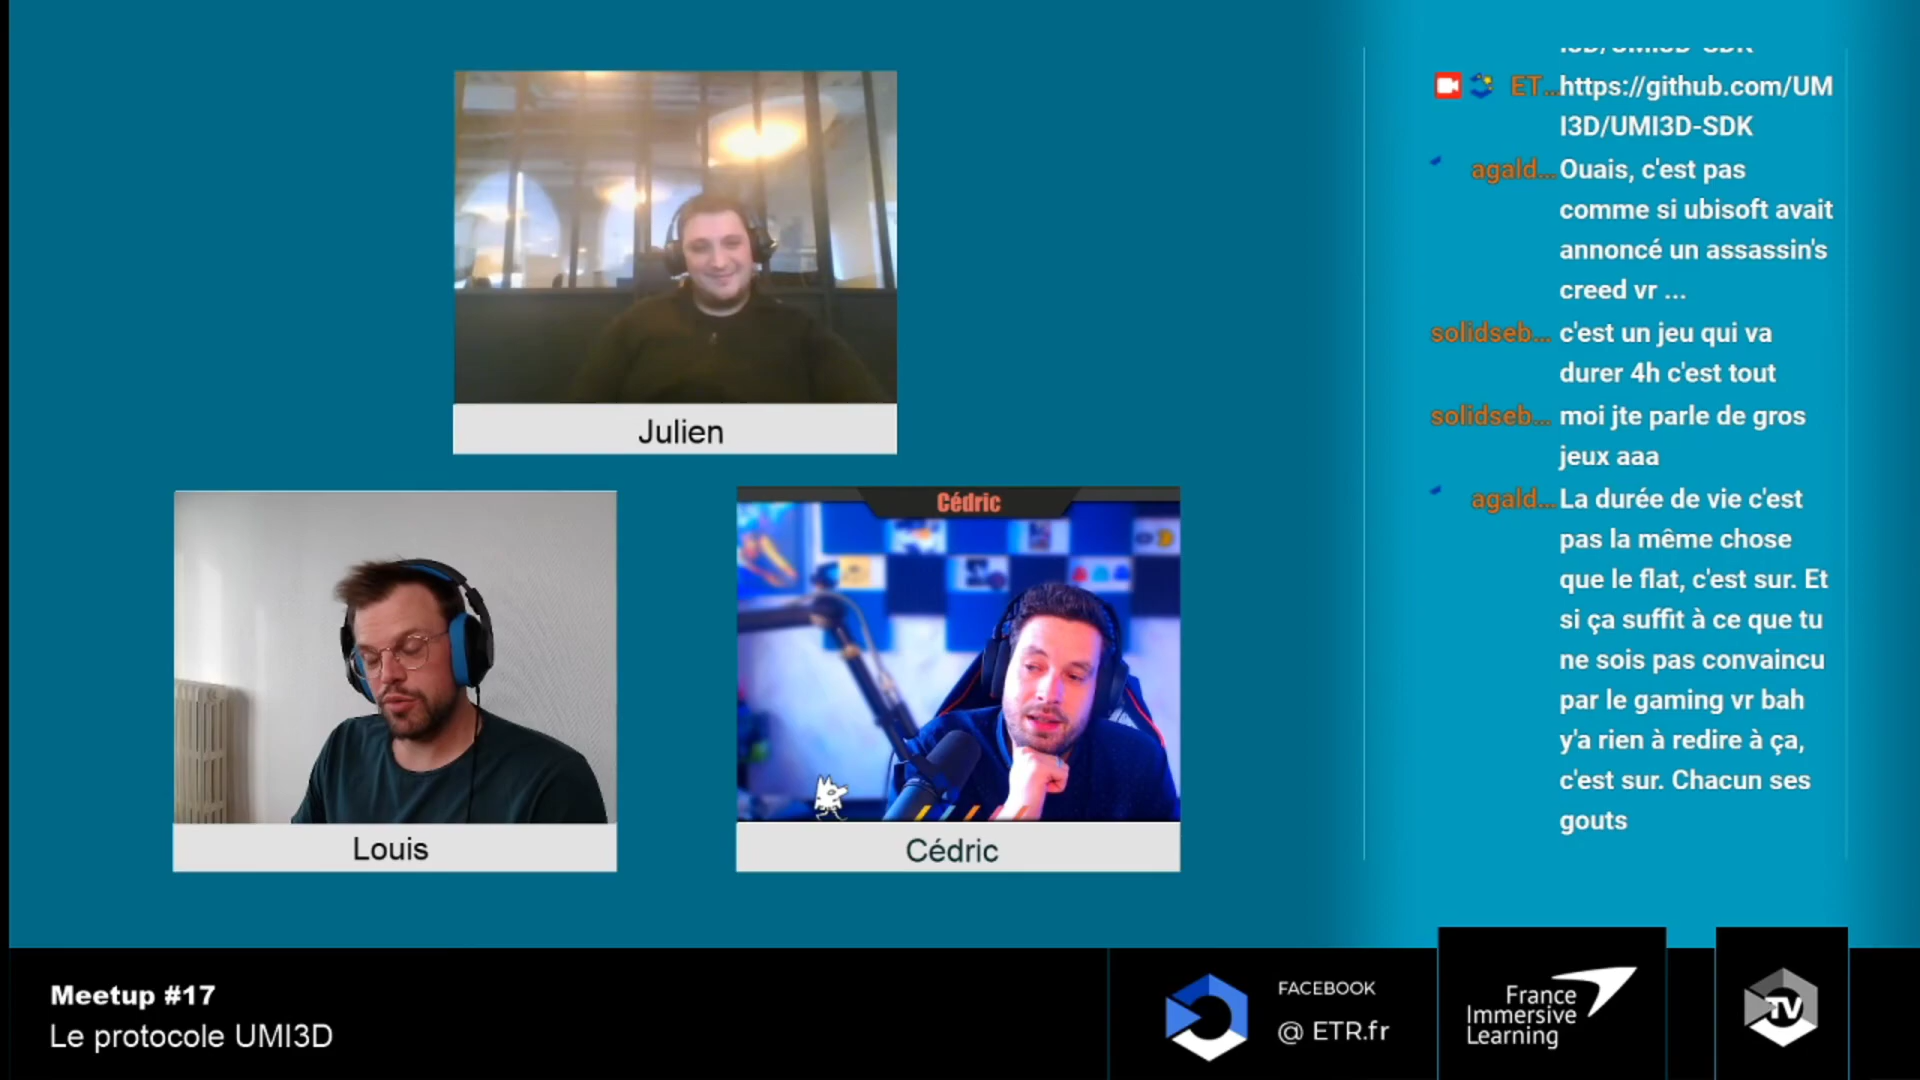 I3D/UMI3D-SDK
ET...https://github.com/UM
I3D/UMI3D-SDK
agald... Ouais, c'est pas
comme si ubisoft avait
annoncé un assassin's
creed vr ...
solidseb... c'est un jeu qui va
durer 4h c'est tout
solidseb... moi jte parle de gros
jeux aaa
agald... La durée de vie c'est
pas la même chose
que le flat, c'est sur. Et
si ça suffit à ce que tu
ne sois pas convaincu
par le gaming vr bah
y'a rien à redire à ça,
c'est sur. Chacun ses
gouts
Julien
Cédric
Louis
Cédric
Meetup #17
Le protocole UMI3D
FACEBOOK
@ ETR.fr
France
Immersive
Learning
TV